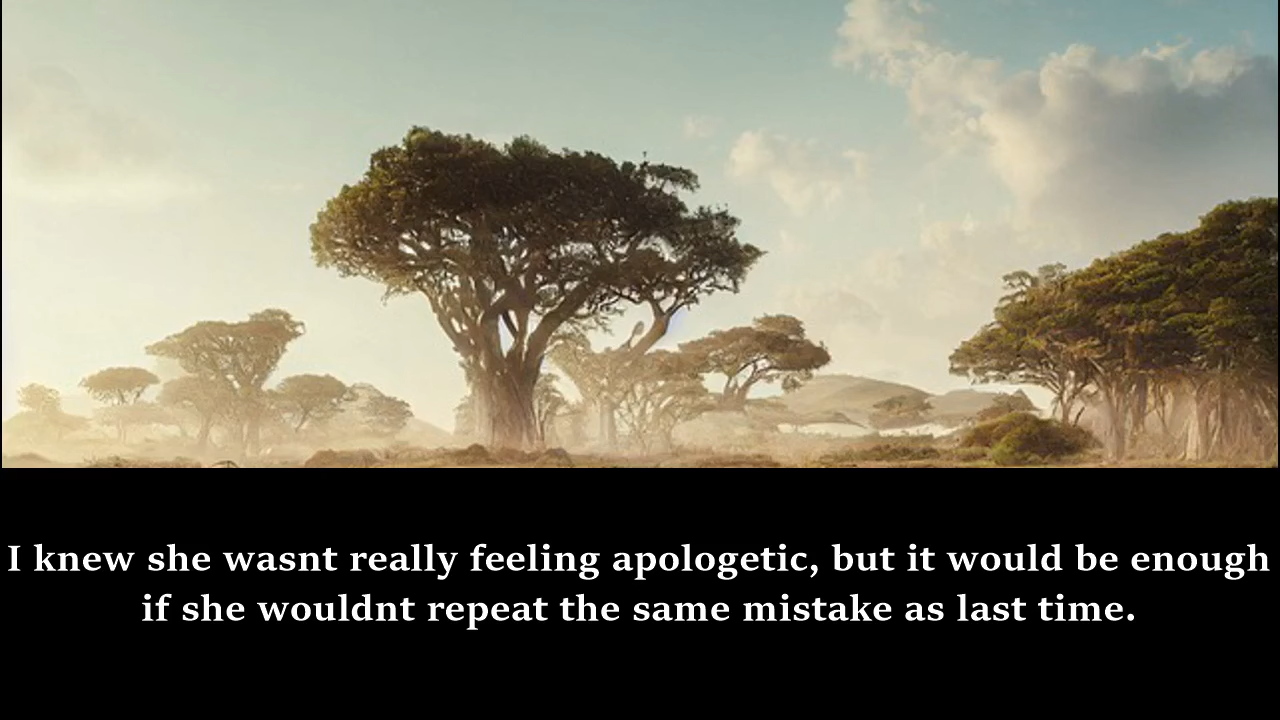 I knew she wasnt really feeling apologetic, but it would be enough
if she wouldnt repeat the same mistake as last time.